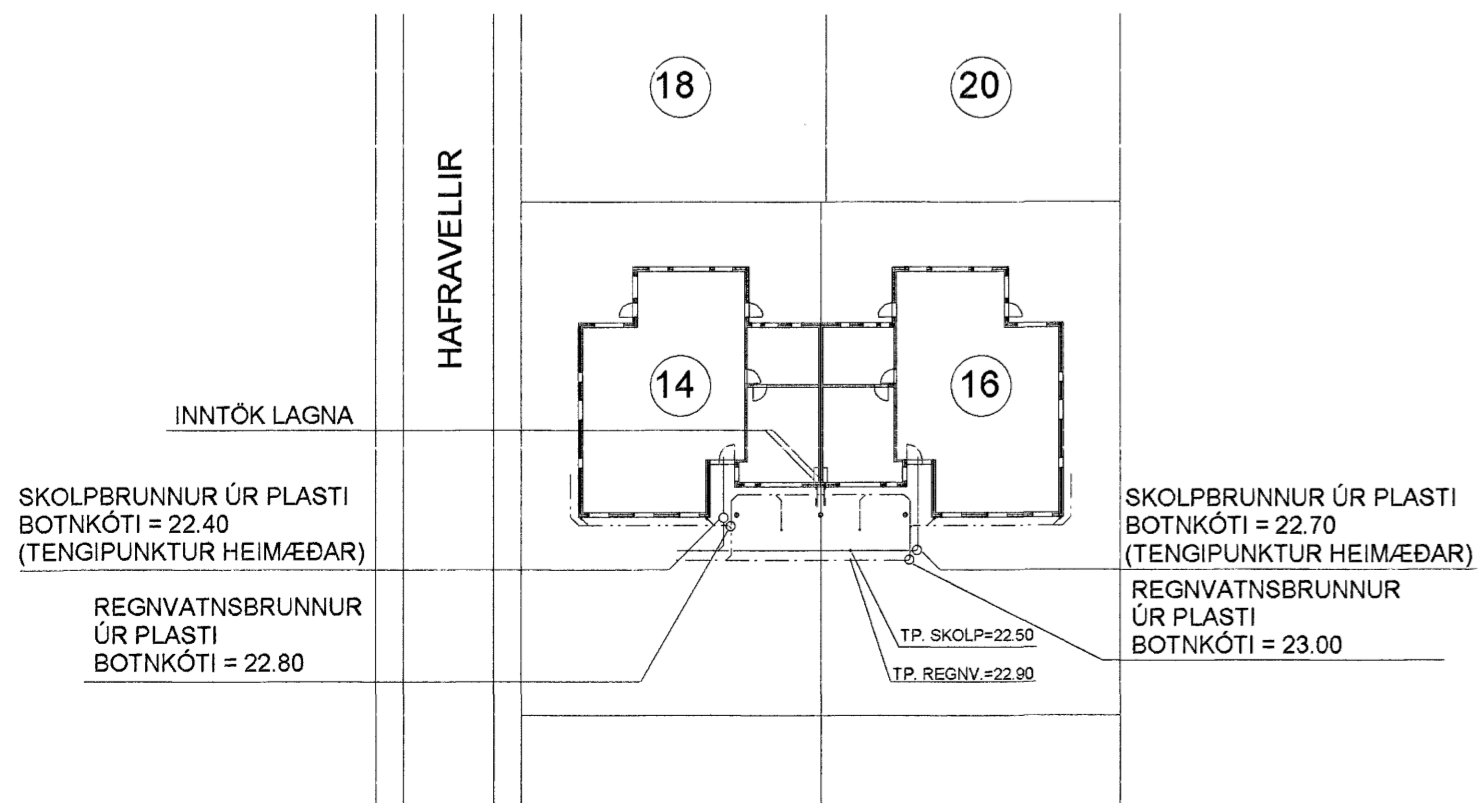 18
20
HAFRAVELLIR
14
16
INNTÖK LAGNA
SKOLPBRUNNUR ÚR PLASTI
BOTNKÓTI = 22.40
(TENGIPUNKTUR HEIMÆÐAR)
REGNVATNSBRUNNUR
ÚR PLASTI
BOTNKÓTI = 22.80
SKOLPBRUNNUR ÚR PLASTI
BOTNKÓTI = 22.70
(TENGIPUNKTUR HEIMÆÐAR)
REGNVATNSBRUNNUR
ÚR PLASTI
BOTNKÓTI = 23.00
TP. SKOLP=22.50
TP. REGNV.=22.90